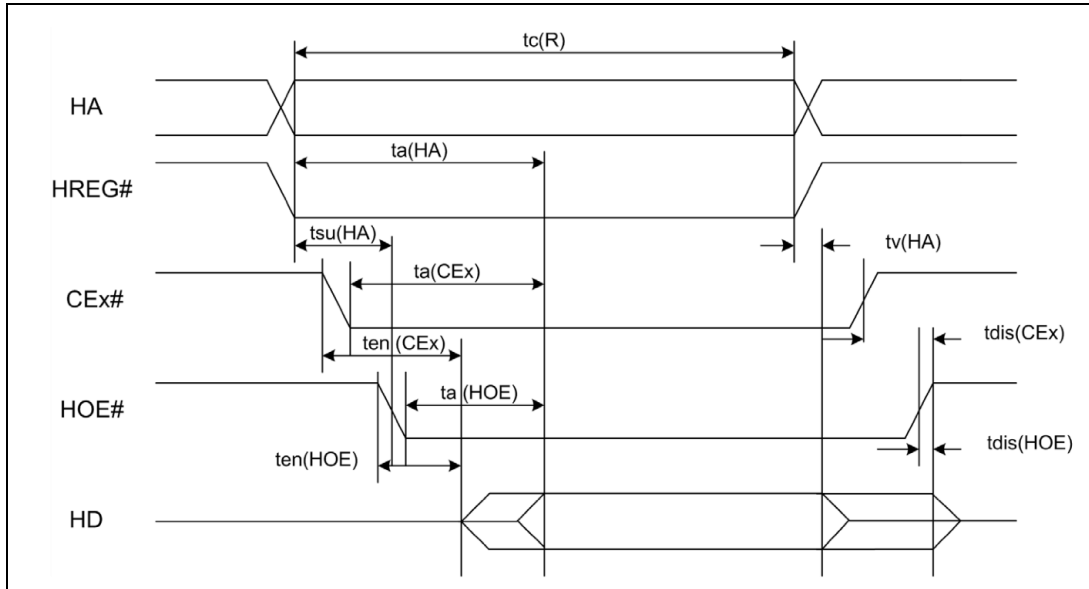 tc(R)
HA
ta(HA)
HREG#
tsu(HA)
tv(HA)
ta(CEx)
CEx#
ten (CEx)
tdis(CEx)
ta (HOE)
HOE#
ten(HOE)
tdis(HOE)
HD